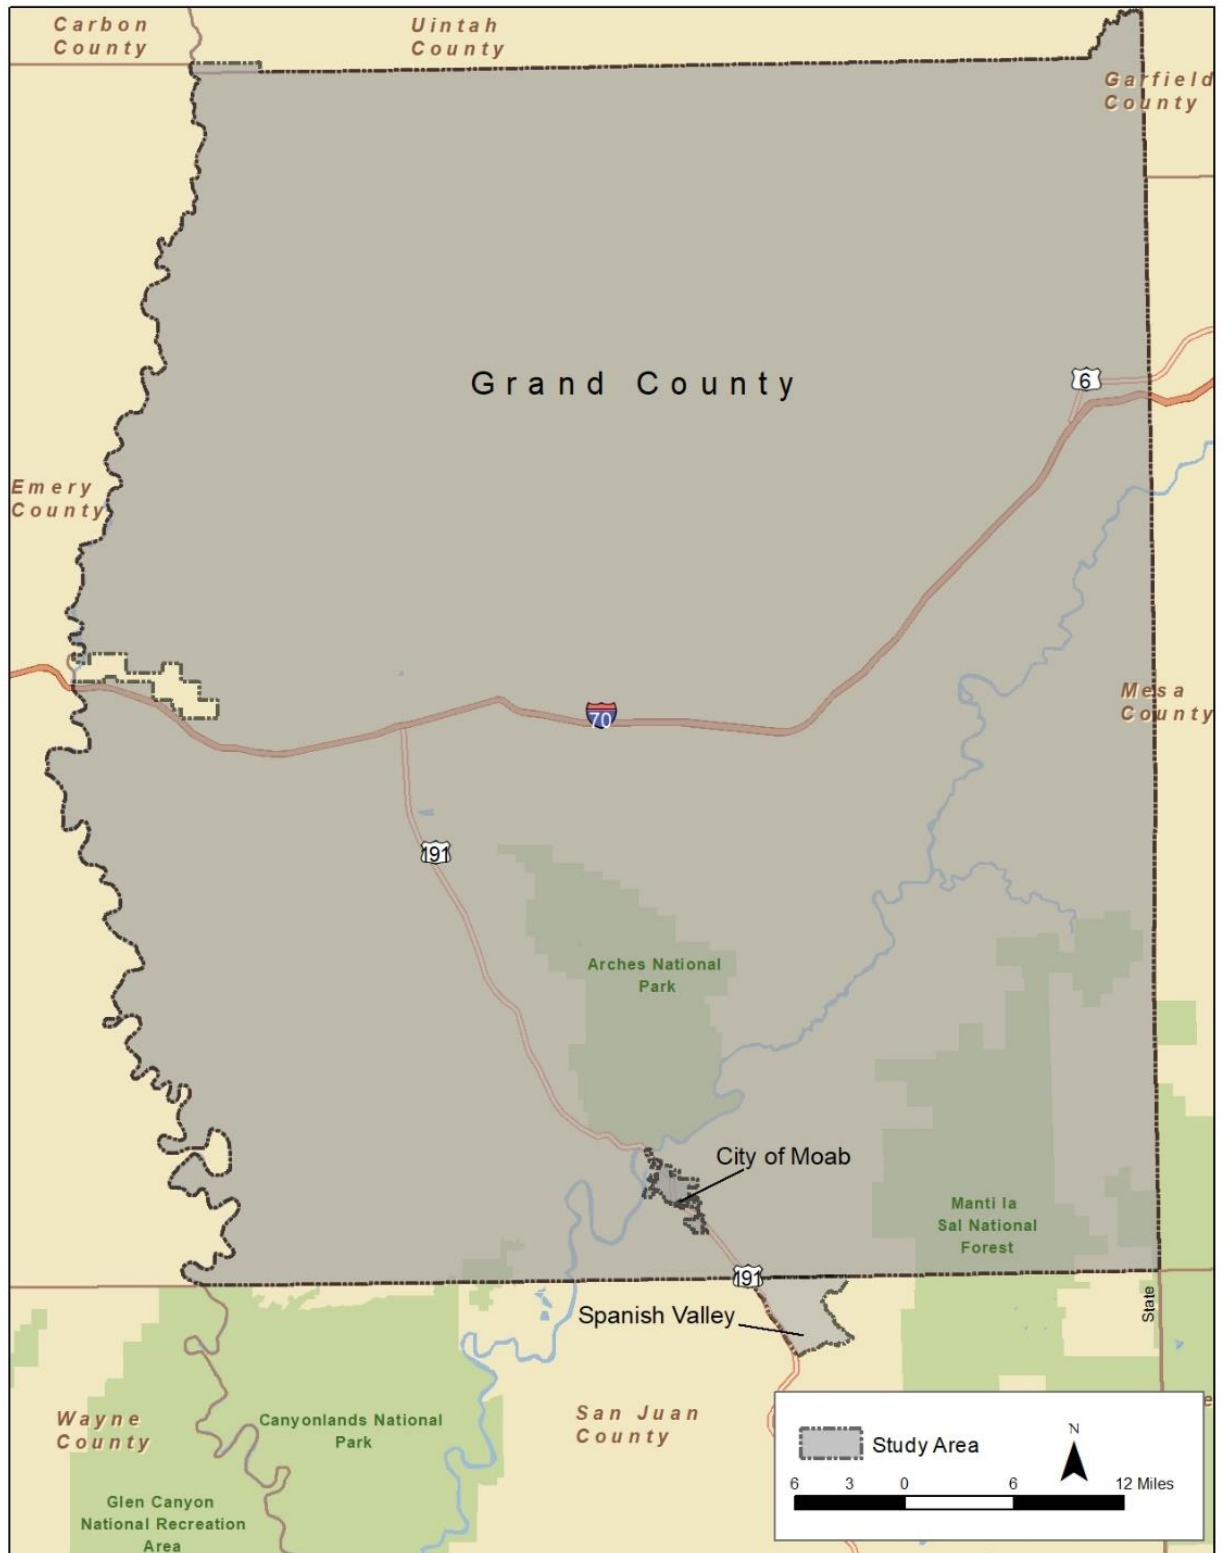 Carbon
County
Uintah
County
Garfield
County
Grand County
6
Emery
County
Mesa
County
70
191
Arches National
Park
City of Moab
Manti la
Sal National
Forest
191
State
Spanish Valley
Wayne
County
Canyonlands National
Park
San Juan
County
Glen Canyon
National Recreation
Area
Study Area
N
6 3 0 6 12 Miles